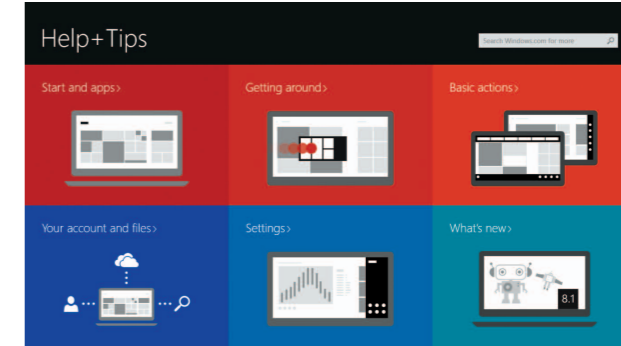 Help+Tips
Search Windows.com for more
Start and apps>
Getting around>
Basic actions>
Your account and files>
Settings>
What's new>
8.1